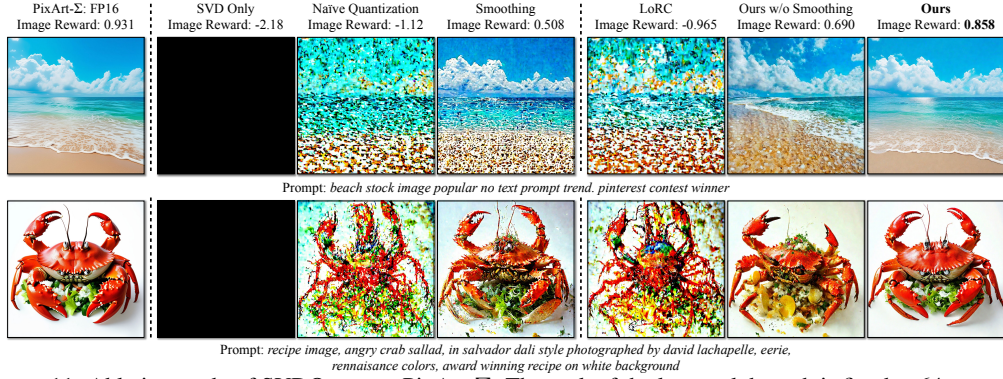 PixArt-Σ: FP16 SVD Only Naïve Quantization Smoothing LoRC Ours w/o Smoothing Ours
Image Reward: 0.931 Image Reward: -2.18 Image Reward: -1.12 Image Reward: 0.508 Image Reward: -0.965 Image Reward: 0.690 Image Reward: 0.858
Prompt: beach stock image popular no text prompt trend. pinterest contest winner
Prompt: recipe image, angry crab sallad, in salvador dali style photographed by david lachapelle, eerie,
rennaisance colors, award winning recipe on white background